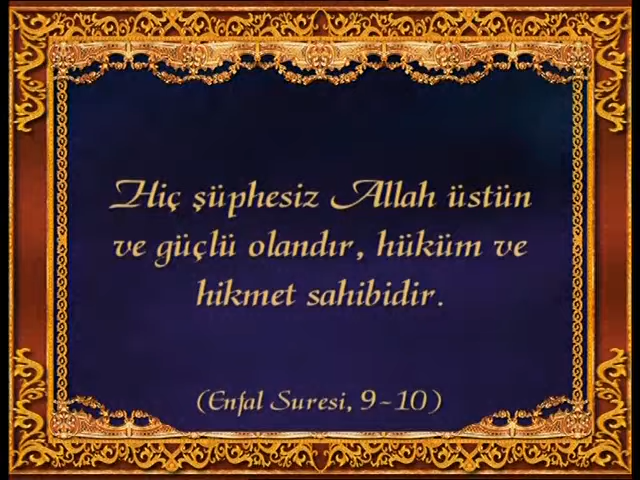 Hiç şüphesiz Allah üstün
ve güçlü olandır, hüküm ve
hikmet sahibidir.
(Enfal Suresi, 9-10)